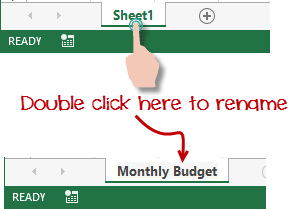 Sheet1
READY
Double click here to rename
Monthly Budget
READY